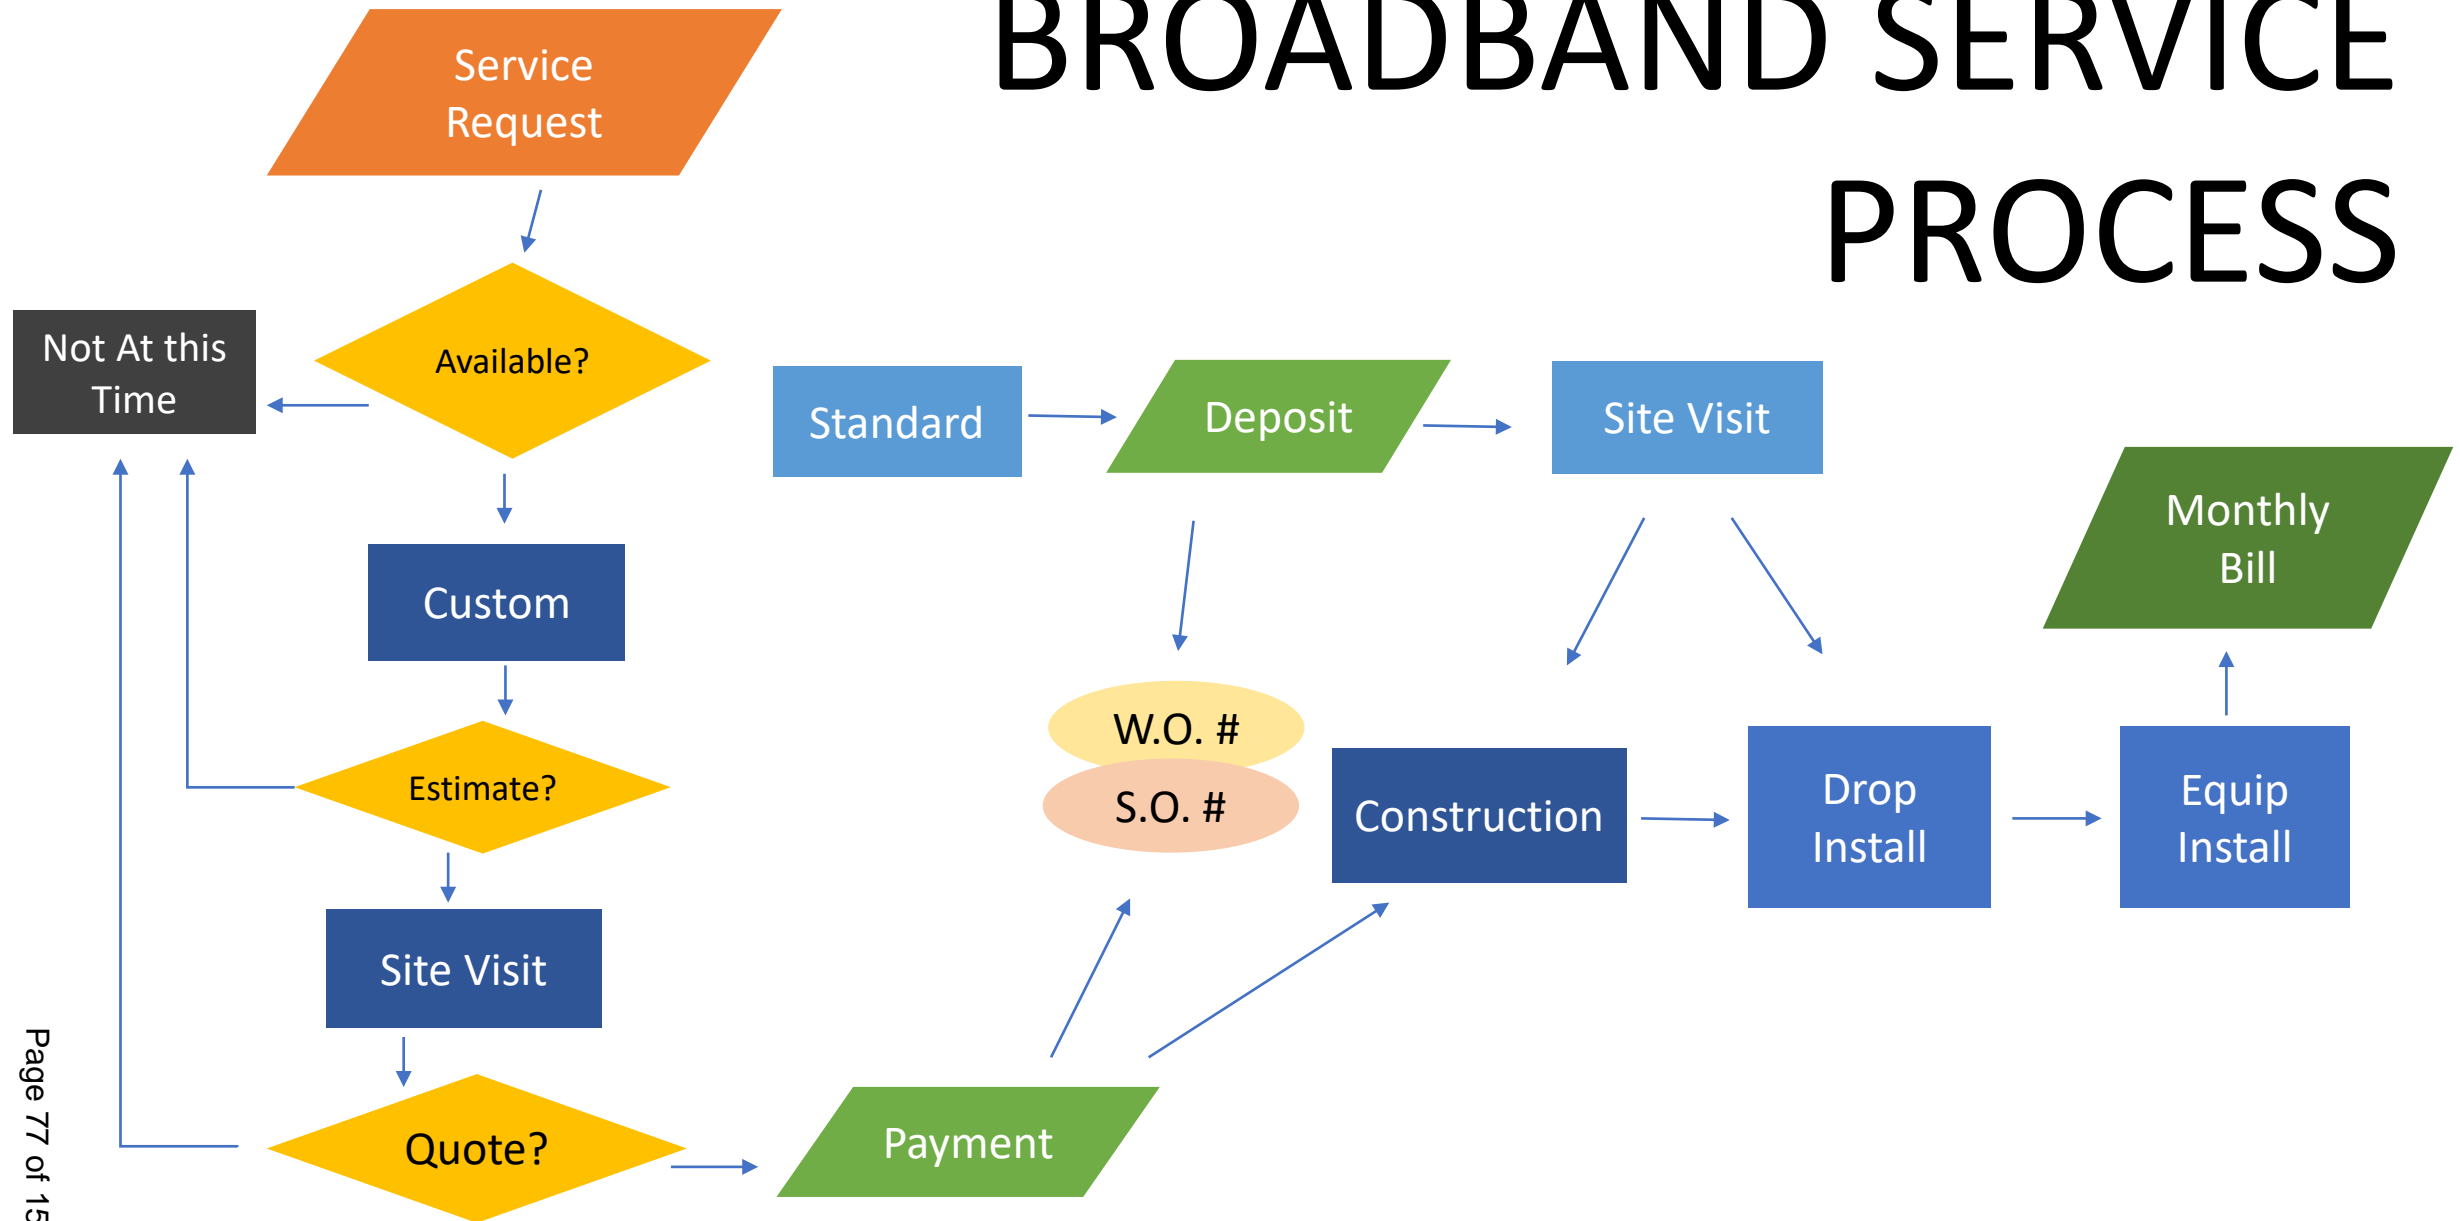 BROADBAND SERVICE
PROCESS
Service
Request
Available?
Not At this
Time
Standard
Deposit
Site Visit
Monthly
Bill
Custom
W.O. #
S.O. #
Estimate?
Construction
Drop
Install
Equip
Install
Site Visit
Quote?
Payment
Page 77 of 15